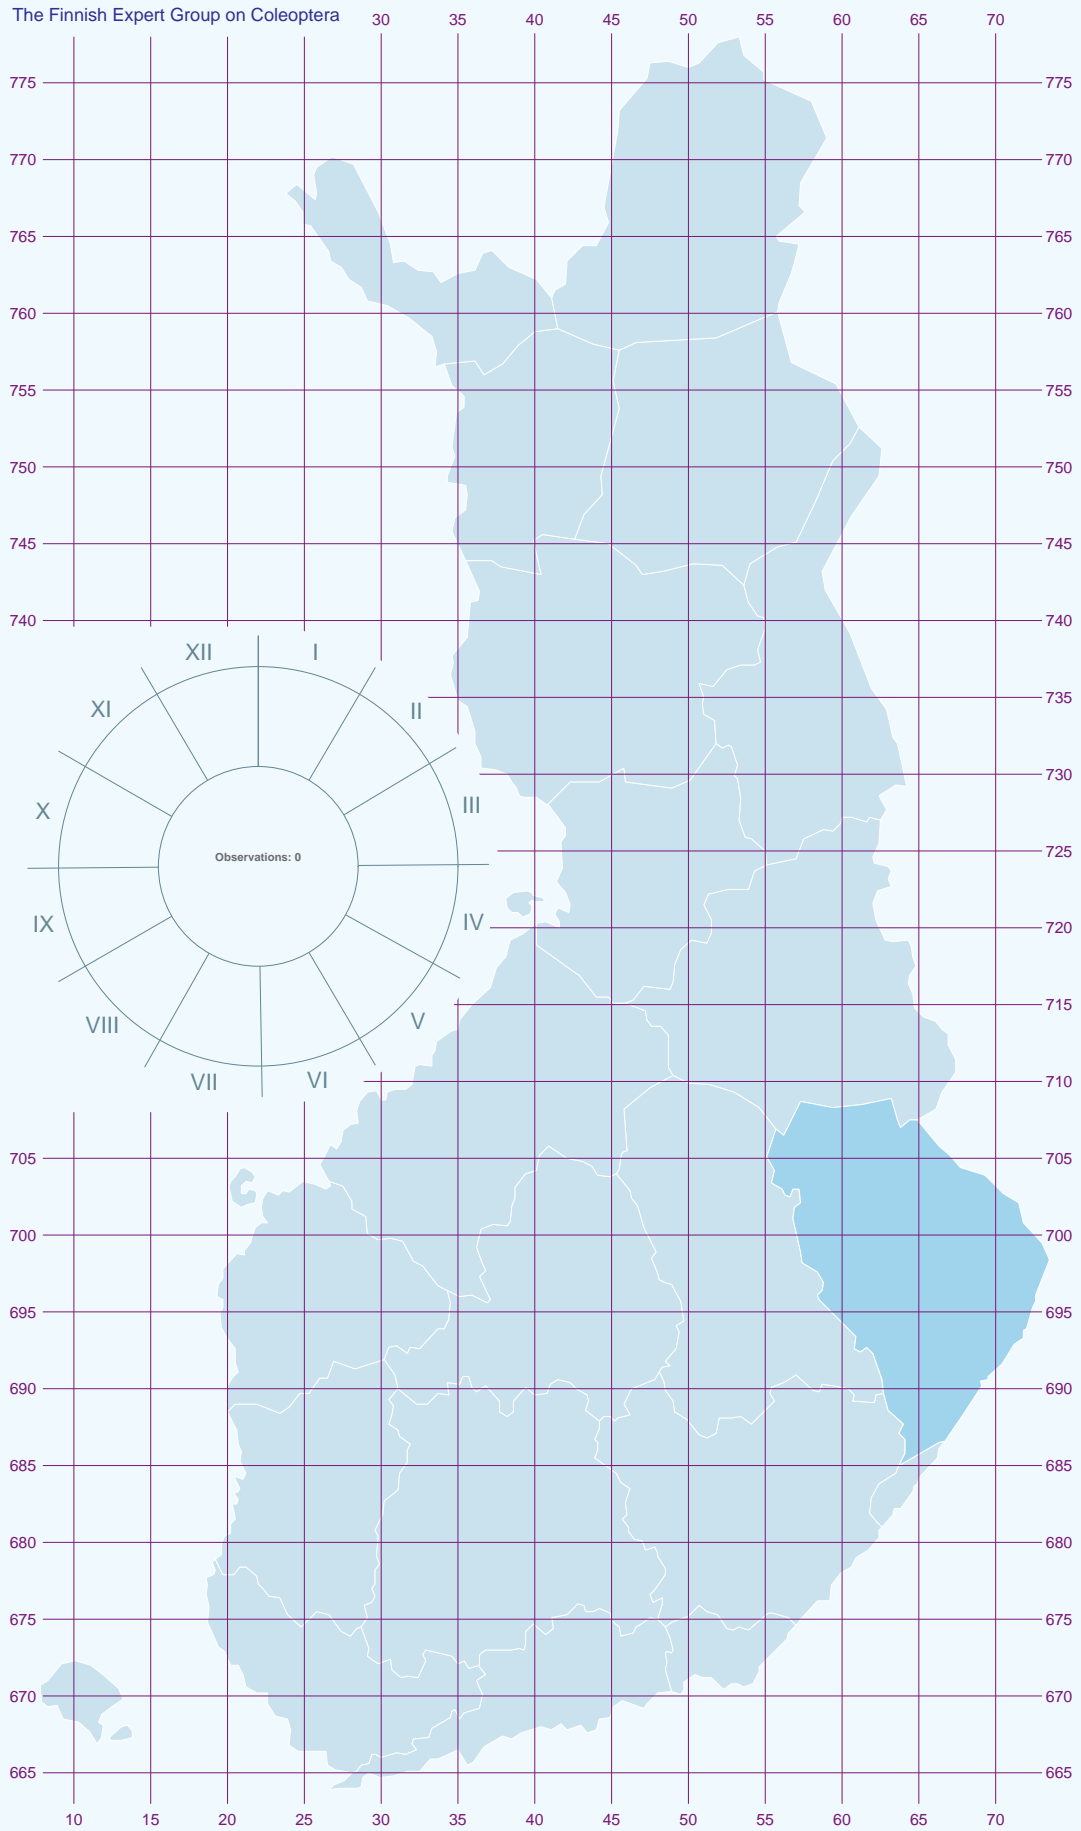 The Finnish Expert Group on Coleoptera
30 35 40 45 50 55 60 65 70
775 775
770 770
765 765
760 760
755 755
750 750
745 745
740 740
XII I
XI II
735
730
X III
Observations: 0
725
IX IV
720
715
VIII V
VII VI
710
705 705
700 700
695 695
690 690
685 685
680 680
675 675
670 670
665 665
10 15 20 25 30 35 40 45 50 55 60 65 70